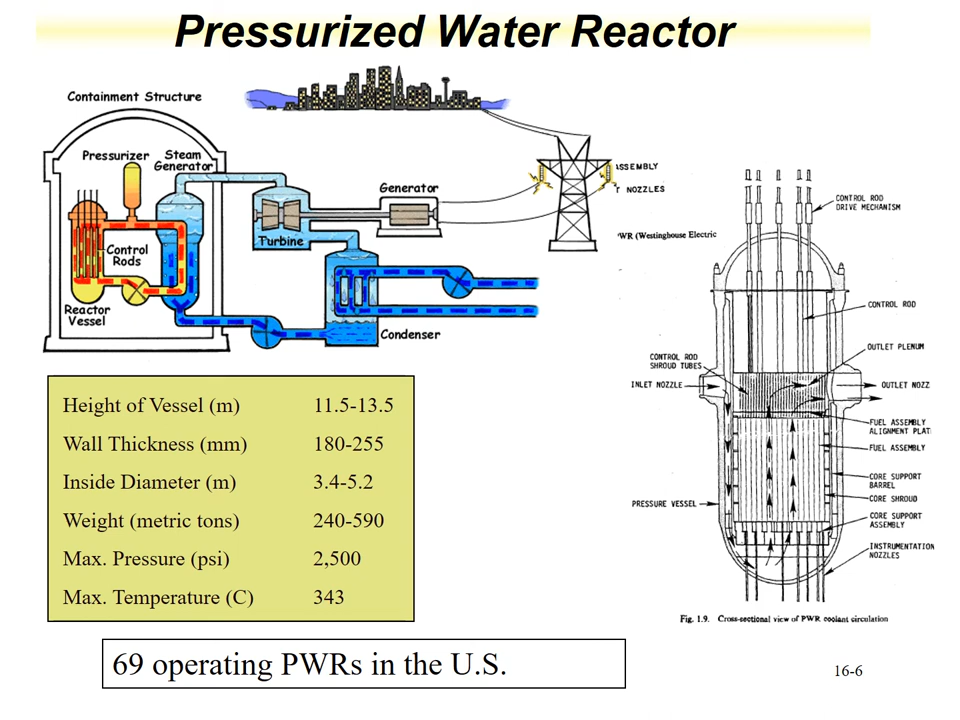 Pressurized Water Reactor
Containment Structure
Pressurizer
Steam
Generator
Control
Rods
Reactor
Vessel
Turbine
Generator
Condenser
ASSEMBLY
T NOZZLES
WR (Westinghouse Electric
CONTROL ROD
DRIVE MECHANISM
CONTROL ROD
OUTLET PLENUM
CONTROL ROD
SHROUD TUBES
INLET NOZZLE
OUTLET NOZZ
FUEL ASSEMBLY
ALIGNMENT PLAT
FUEL ASSEMBLY
CORE SUPPORT
BARREL
CORE SHROUD
PRESSURE VESSEL
CORE SUPPORT
ASSEMBLY
INSTRUMENTATION
NOZZLES
Fig. 1.9. Cross-sectional view of PWR coolant circulation
Height of Vessel (m) 11.5-13.5
Wall Thickness (mm) 180-255
Inside Diameter (m) 3.4-5.2
Weight (metric tons) 240-590
Max. Pressure (psi) 2,500
Max. Temperature (C) 343
69 operating PWRs in the U.S.
16-6